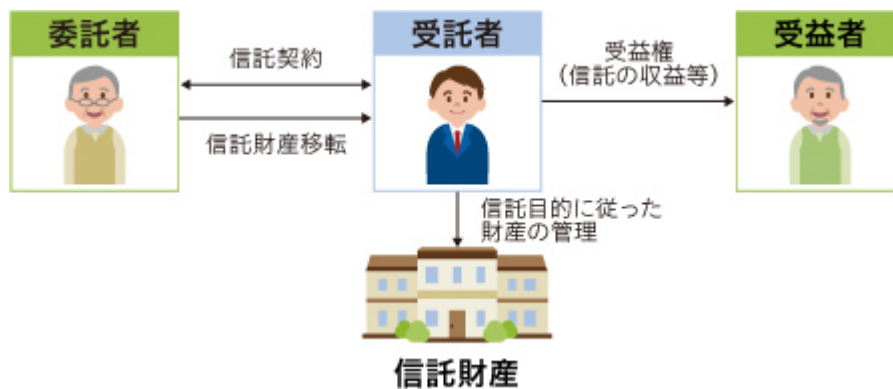 委託者
受託者
受益者
信託契約
信託財産移転
受益権
（信託の収益等）
信託目的に従った
財産の管理
信託財産